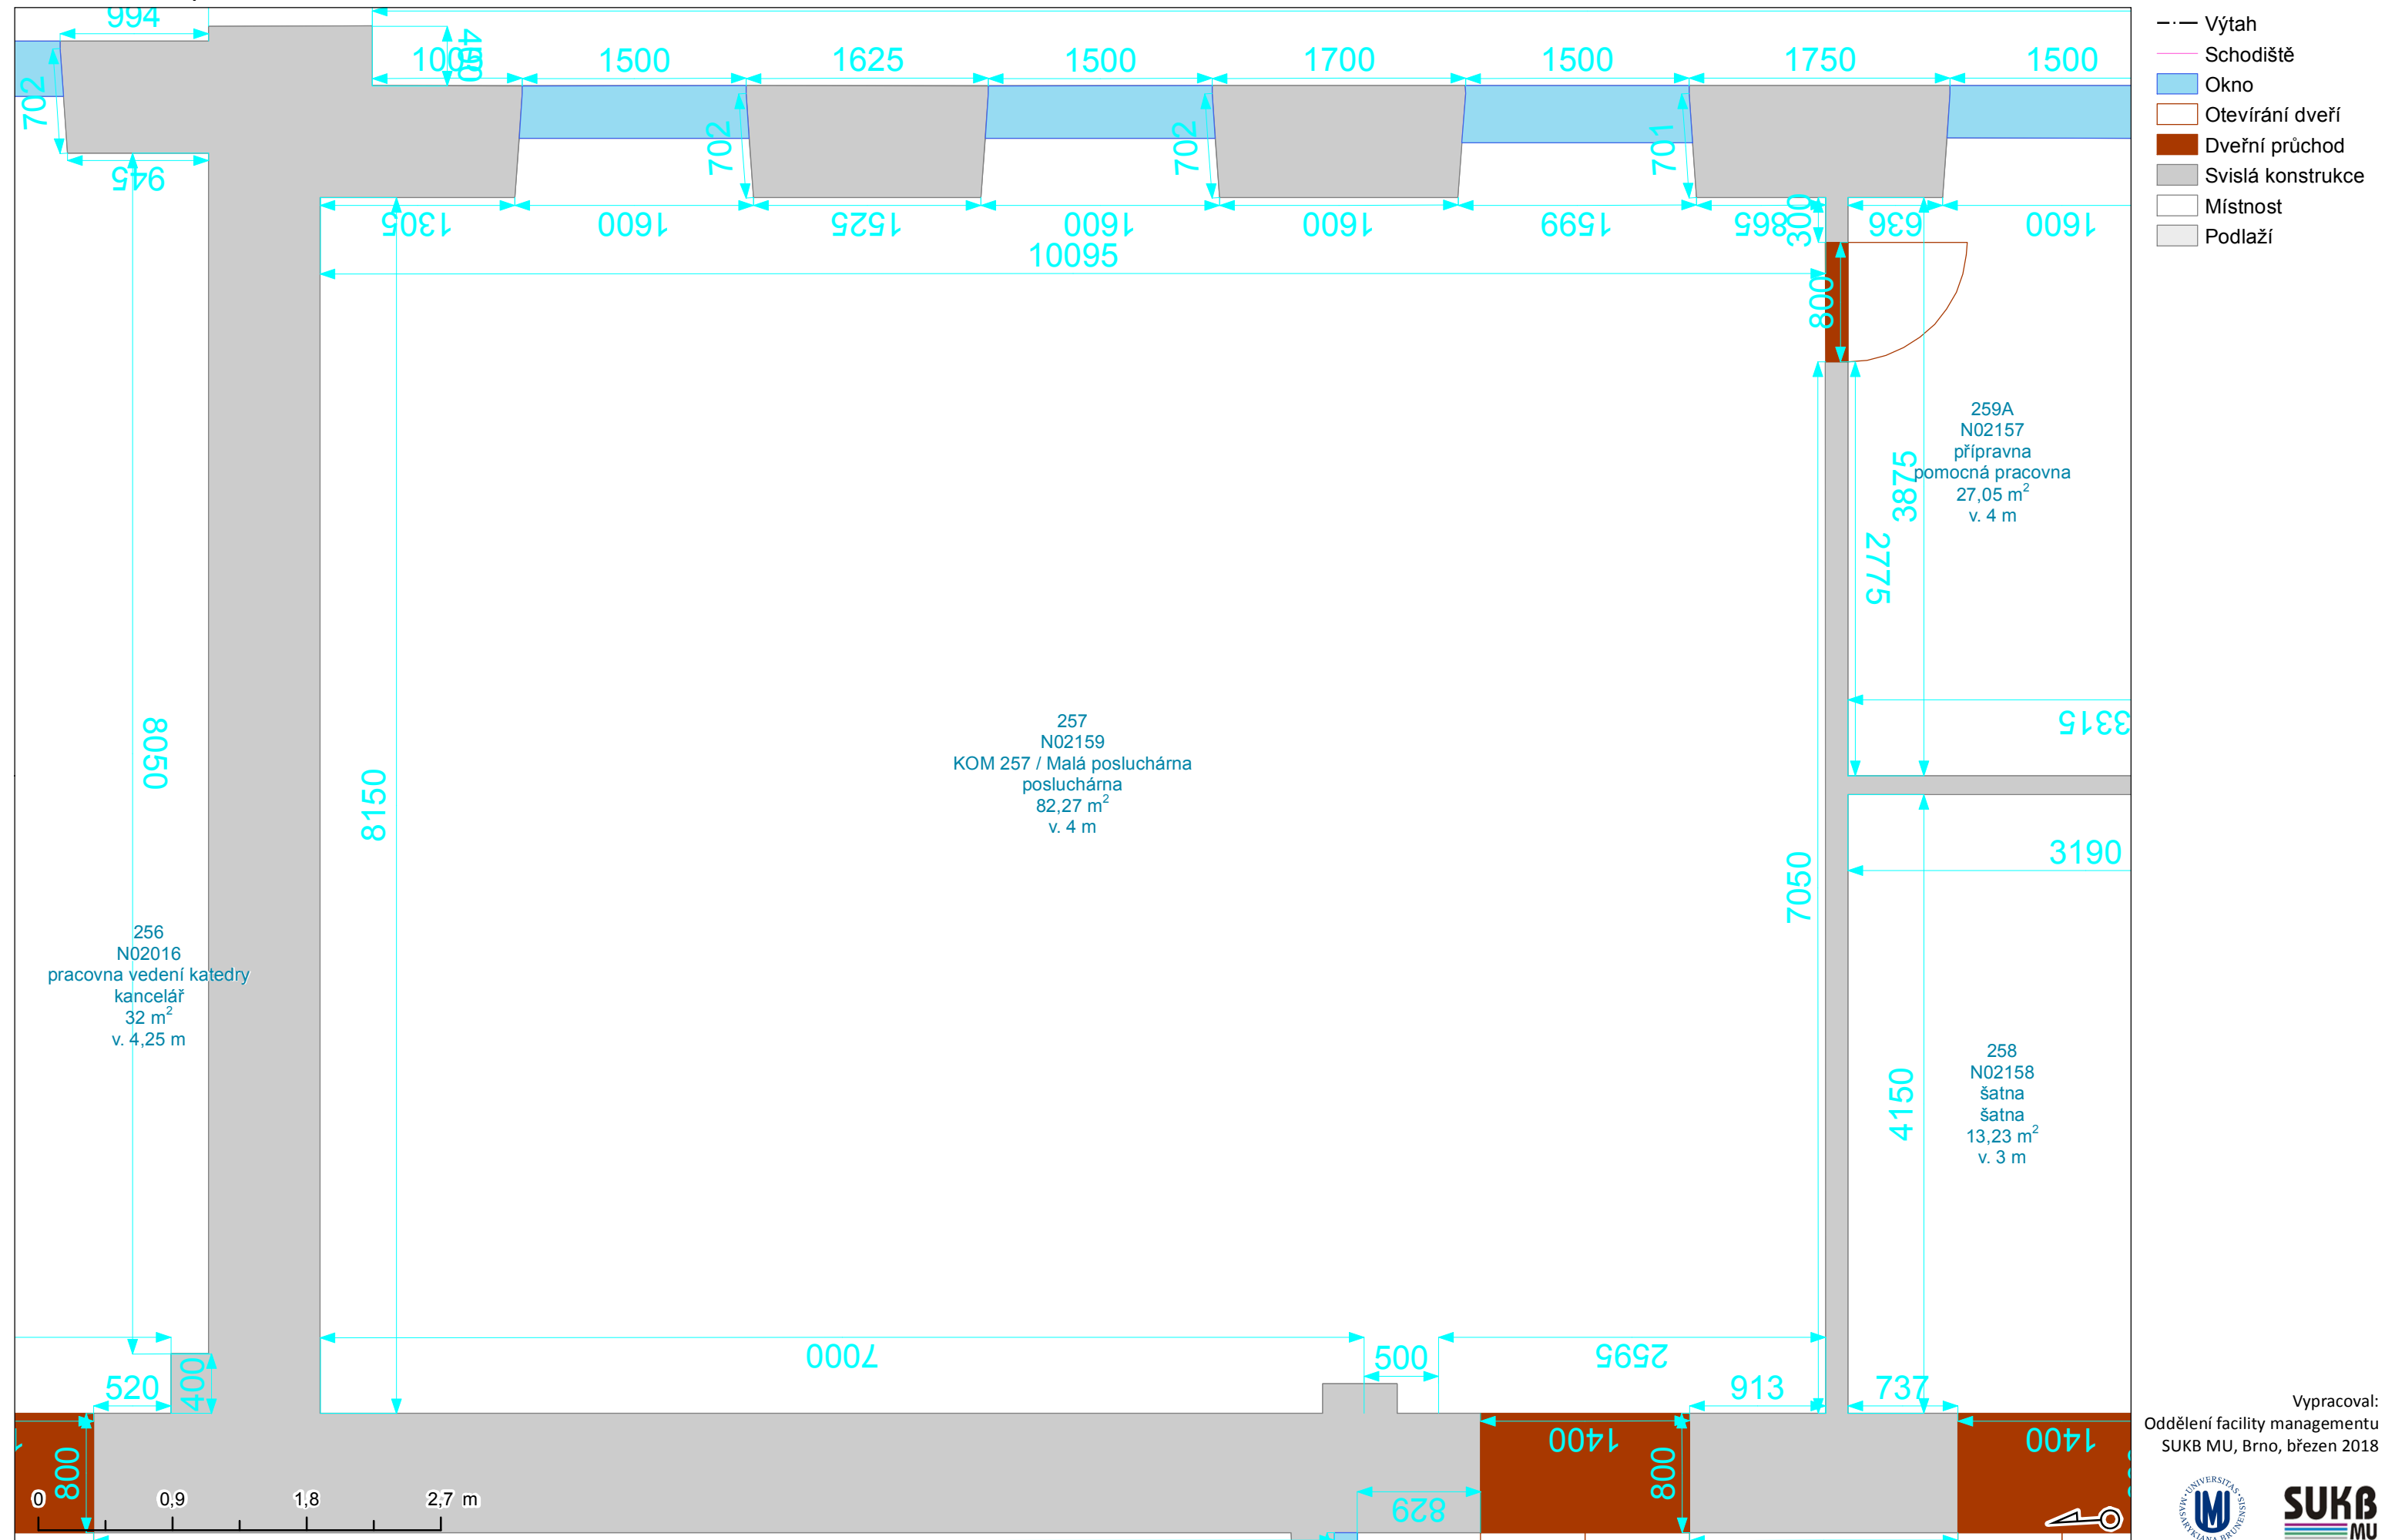 994
1005
450
1500
1625
1500
1700
1500
1750
1500
702
702
702
701
945
1305
1600
1525
1600
1600
1599
865
300
636
1600
10095
800
Výtah
Schodiště
Okno
Otevírání dveří
Dveřní průchod
Svislá konstrukce
Místnost
Podlaží
259A
N02157
přípravna
pomocná pracovna
27,05 m²
v. 4 m
3875
2775
3315
257
N02159
KOM 257 / Malá posluchárna
posluchárna
82,27 m²
v. 4 m
8050
8150
7050
3190
256
N02016
pracovna vedení katedry
kancelář
32 m²
v. 4,25 m
258
N02158
šatna
šatna
13,23 m²
v. 3 m
4150
7000
500
2595
520
400
913
737
800
1400
800
1400
829
0 0,9 1,8 2,7 m
Vypracoval:
Oddělení facility managementu
SUKB MU, Brno, březen 2018
SUKB
MU